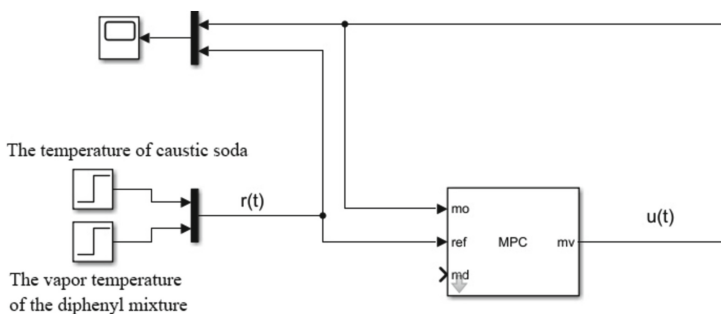 The temperature of caustic soda
r(t)
mo
u(t)
ref
MPC
mv
md
The vapor temperature
of the diphenyl mixture